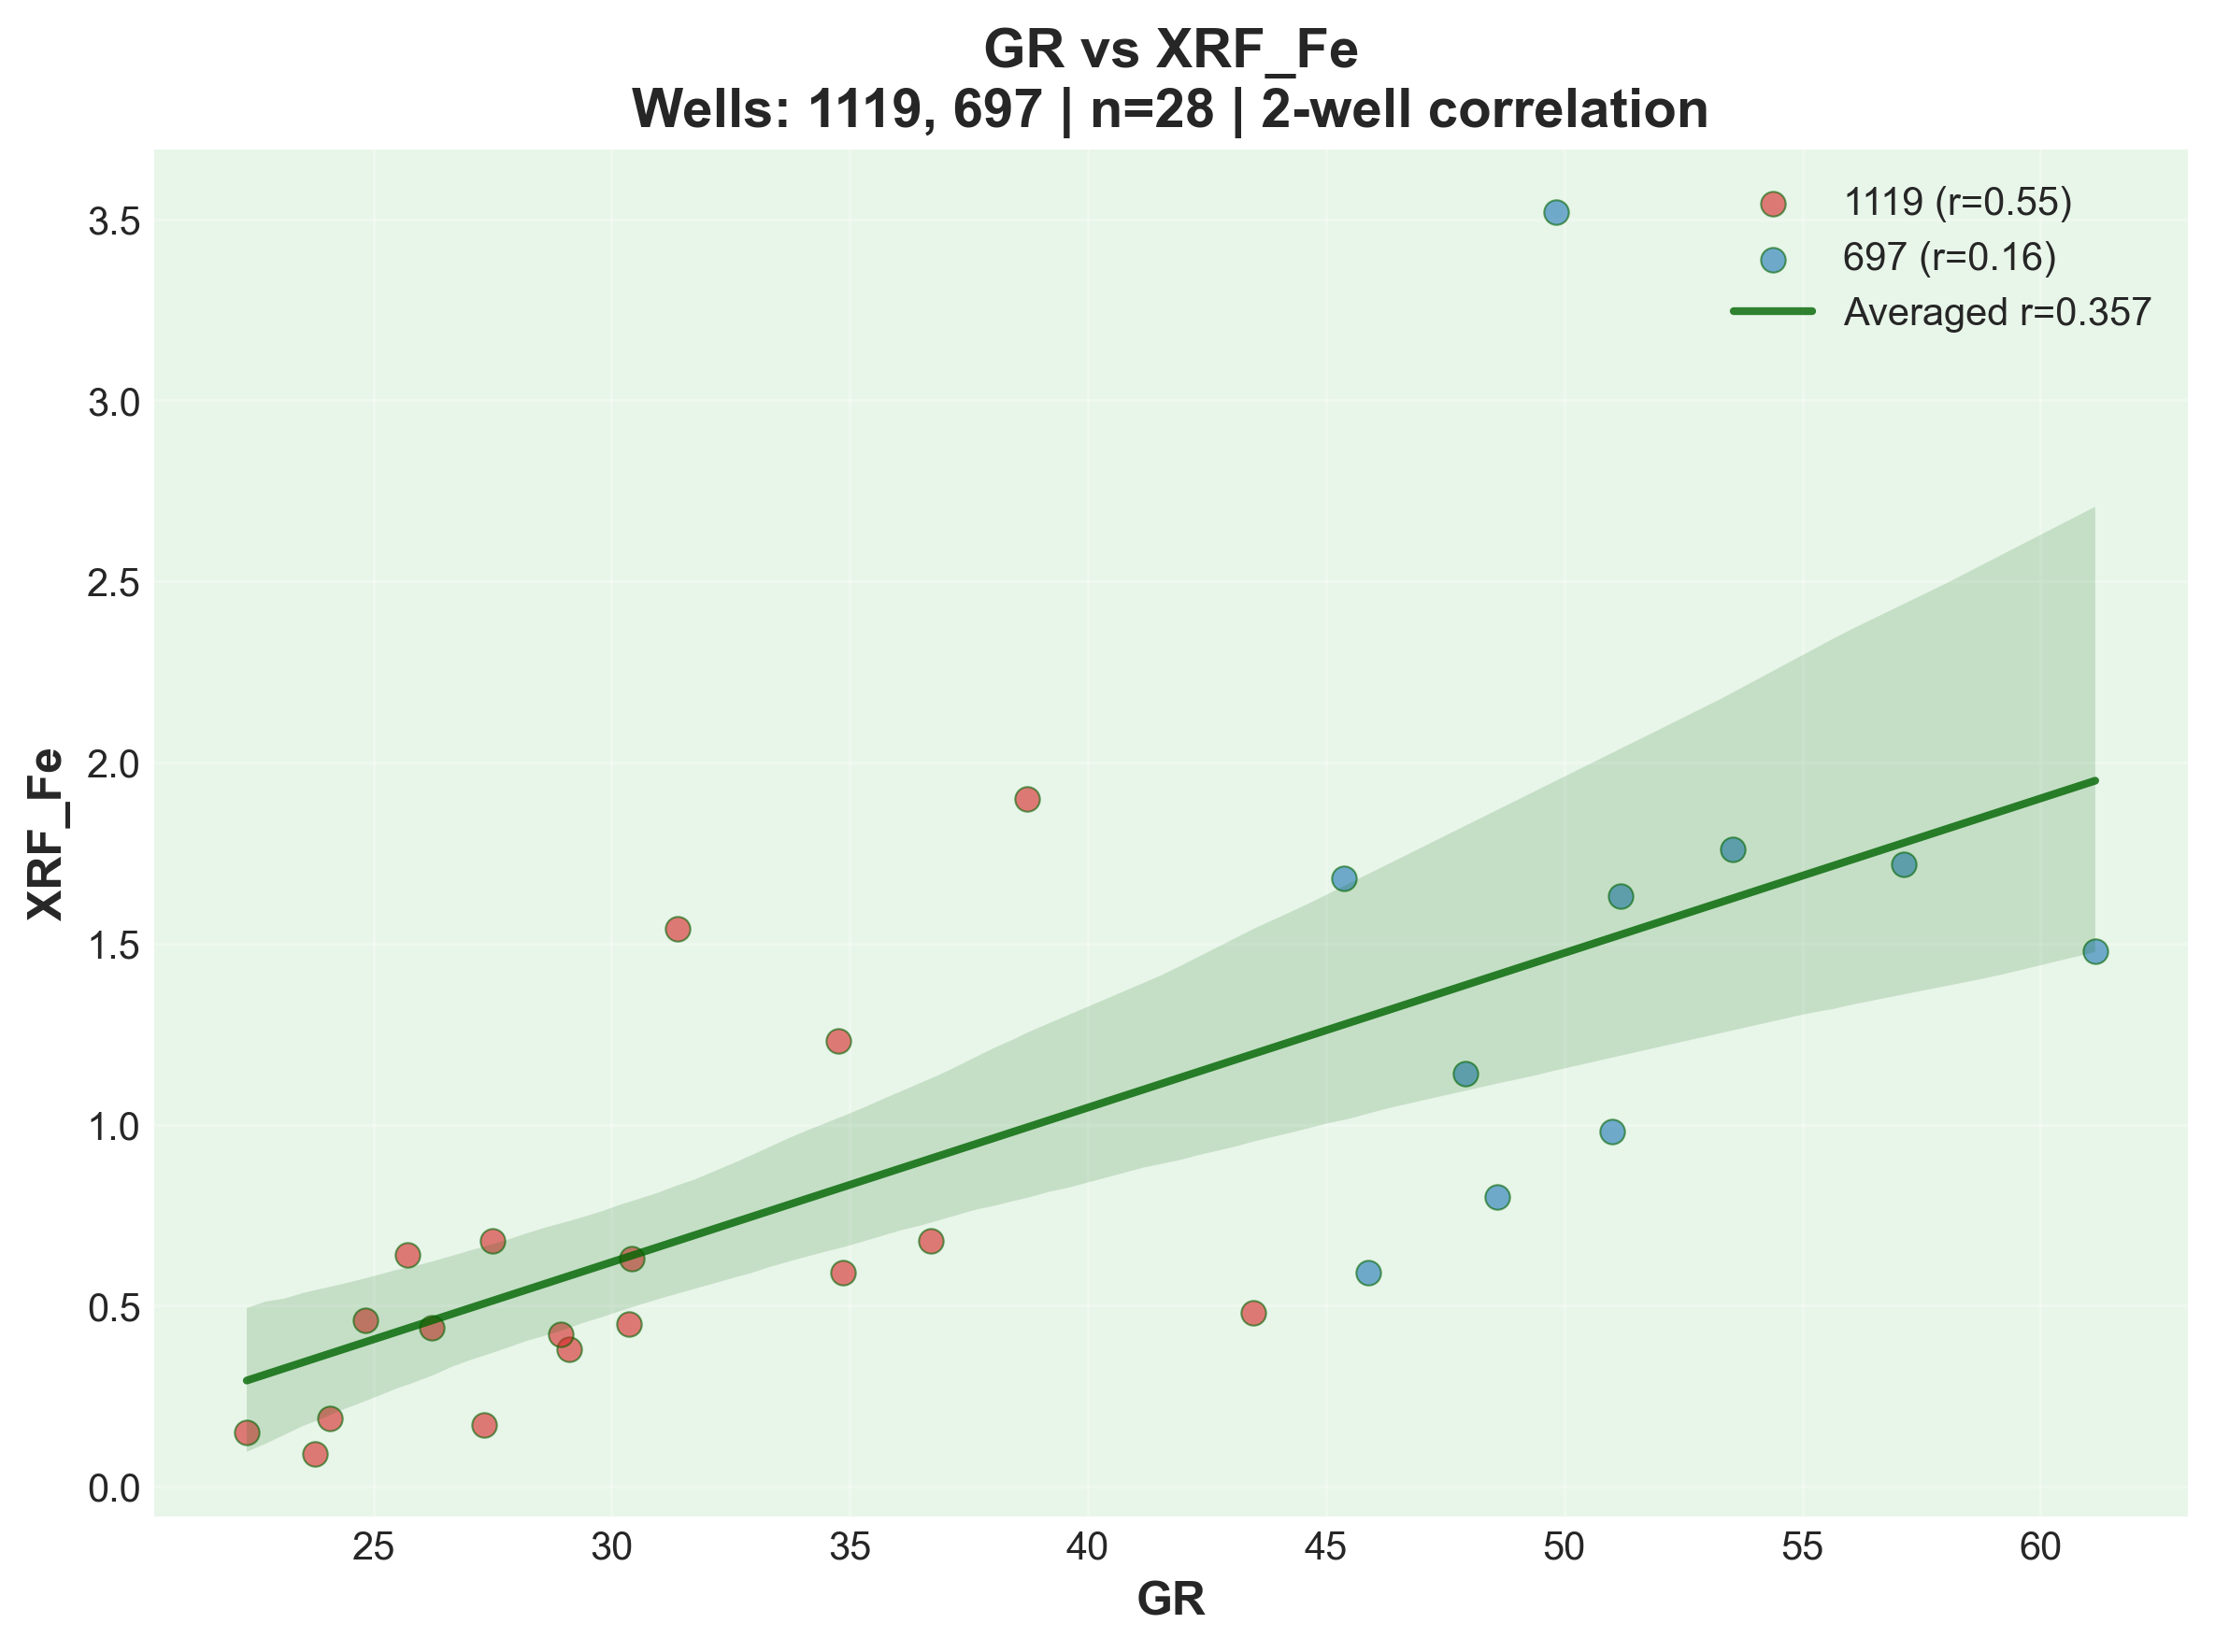 GR vs XRF_Fe
Wells: 1119, 697 | n=28 | 2-well correlation
1119 (r=0.55)
697 (r=0.16)
Averaged r=0.357
XRF_Fe
3.5
3.0
2.5
2.0
1.5
1.0
0.5
0.0
25 30 35 40 45 50 55 60
GR